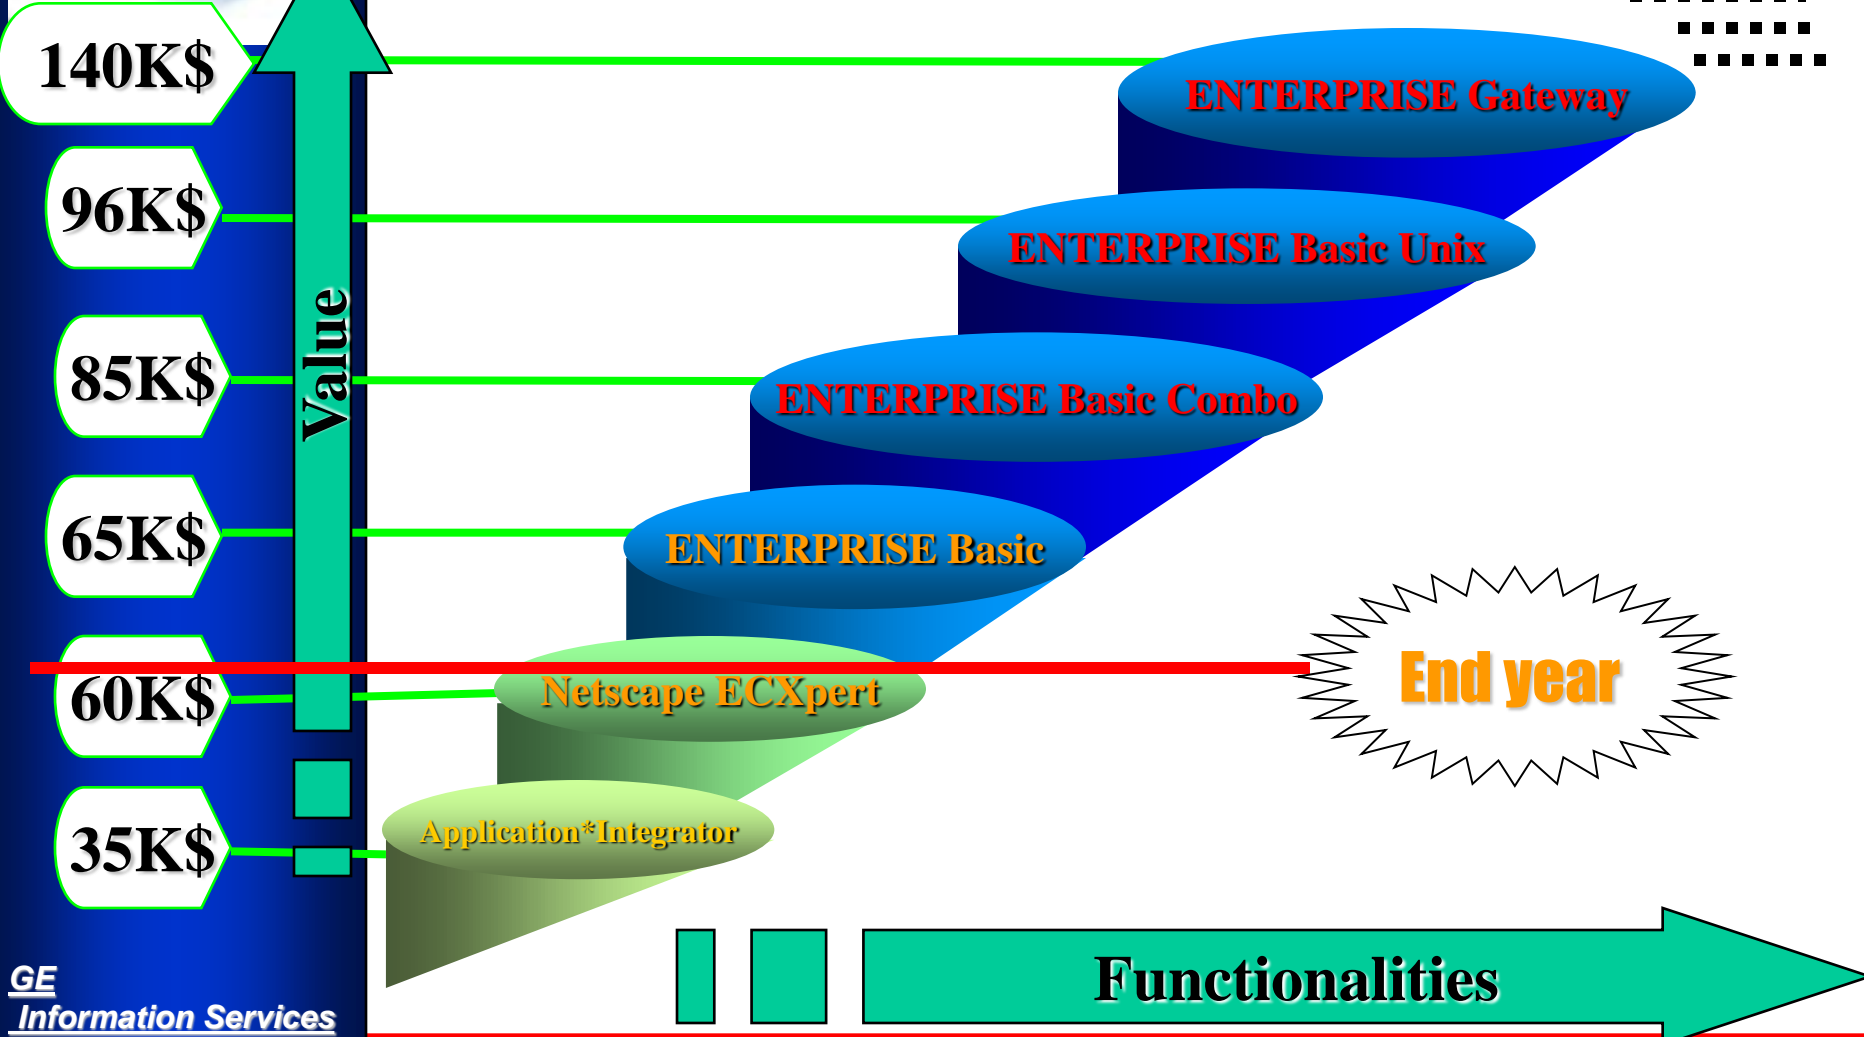 140K$
ENTERPRISE Gateway
96K$
ENTERPRISE Basic Unix
85K$
Value
ENTERPRISE Basic Combo
65K$
ENTERPRISE Basic
60K$
Netscape ECXpert
End year
35K$
Application*Integrator
Functionalities
GE
Information Services